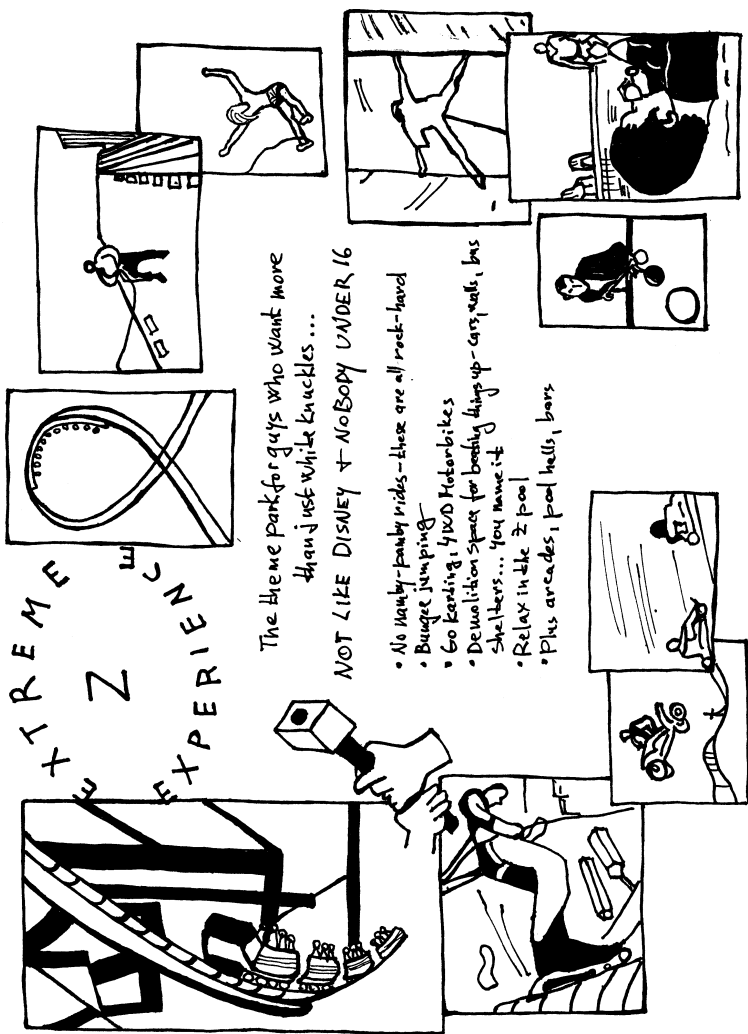 EXTREME
Z
EXPERIENCE
The theme park for guys who want more
than just white knuckles...
NOT LIKE DISNEY + NOBODY UNDER 16
• No namby-pamby rides - these are all rock-hard
• Bungee jumping
• Go karting, 4WD Motorbikes
• Demolition space for beating things up - cars, walls, bus
shelters... you name it
• Relax in the Z pool
• Plus arcades, pool halls, bars